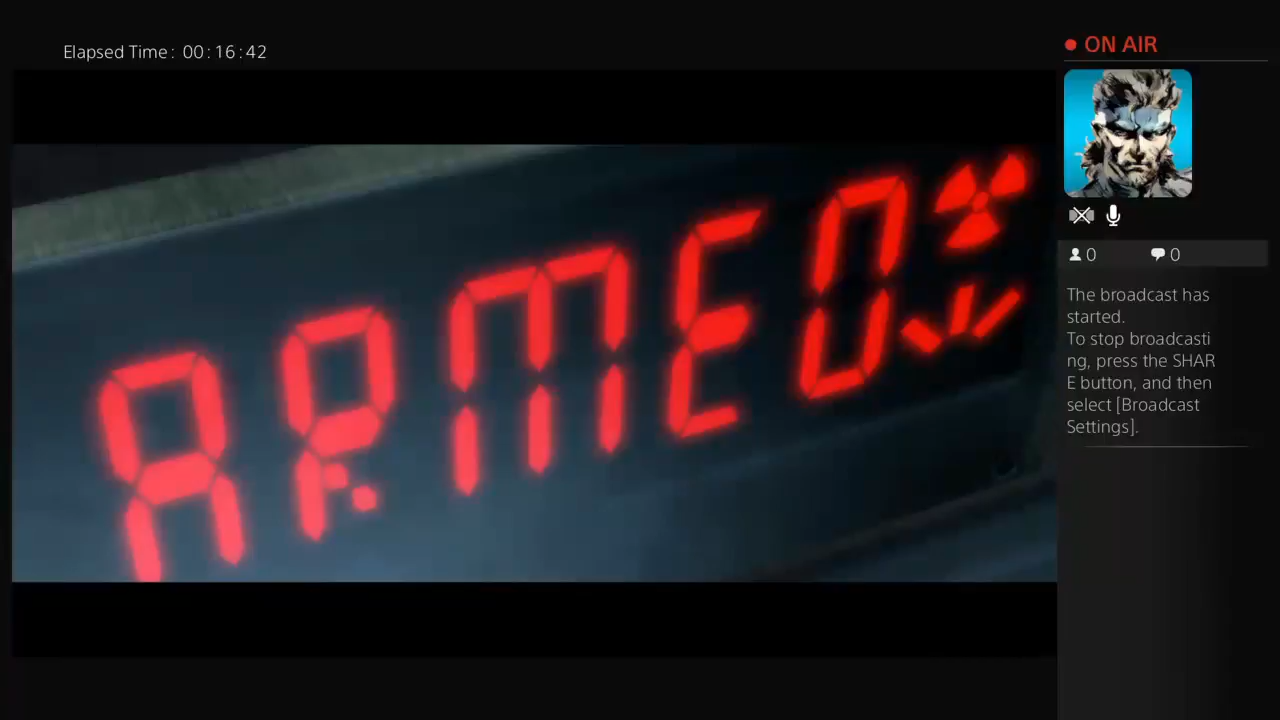 Elapsed Time: 00:16:42
ON AIR
ARMED
0
0
The broadcast has
started.
To stop broadcasti
ng, press the SHAR
E button, and then
select [Broadcast
Settings].